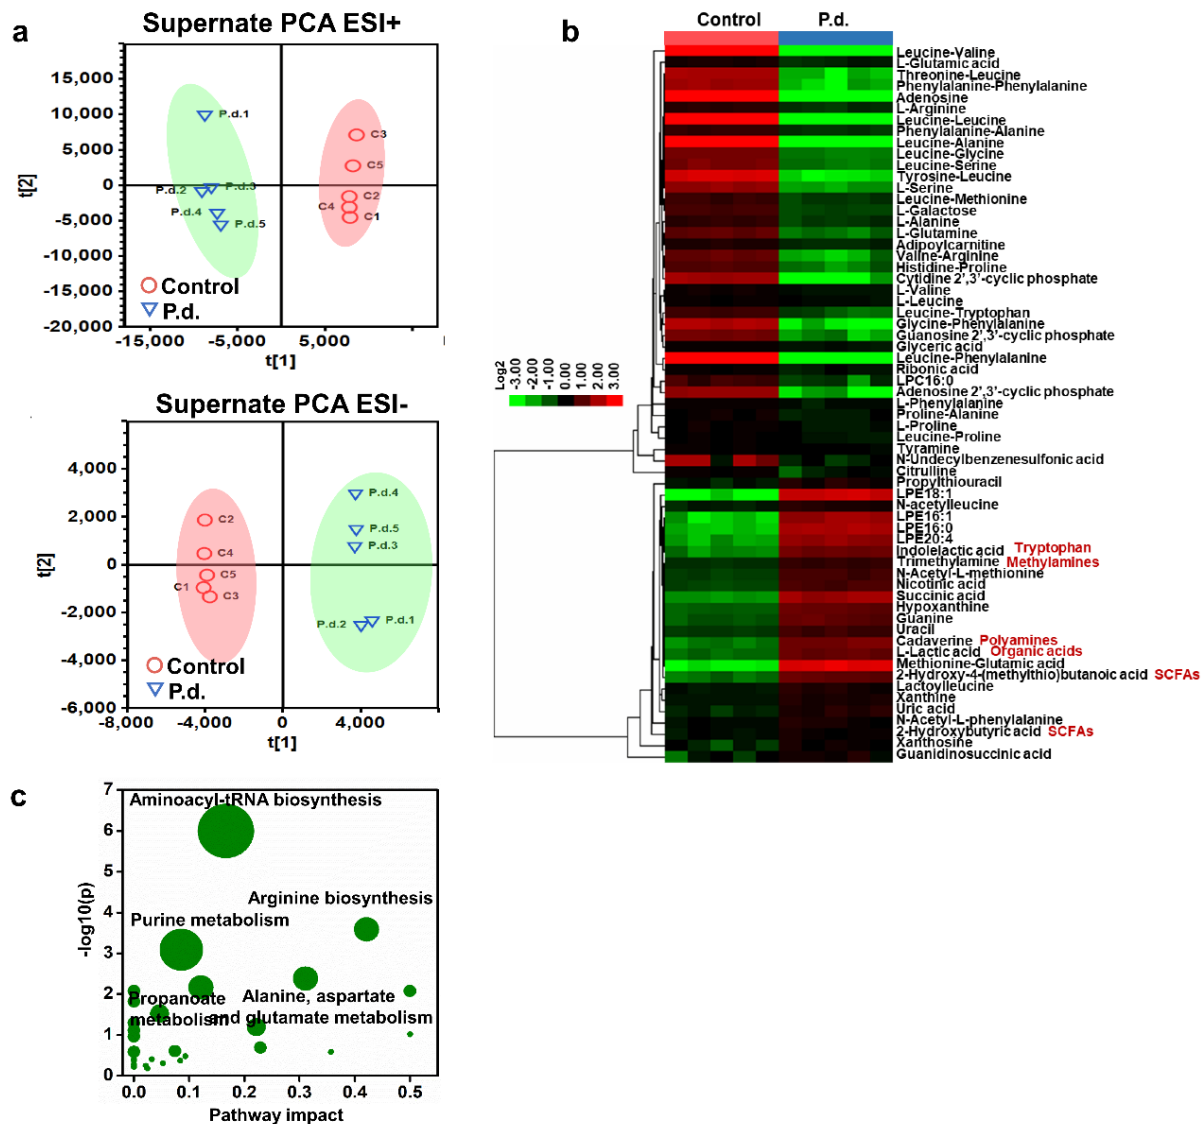 a
Supernate PCA ESI+
15,000
10,000
5,000
0
-5,000
-10,000
-15,000
-20,000
t[2]
P.d.1
P.d.2
P.d.3
P.d.4
P.d.5
C3
C5
C2
C4
C1
Control
P.d.
-15,000 -5,000 5,000
t[1]
Supernate PCA ESI-
4,000
2,000
0
-2,000
-4,000
-6,000
t[2]
C2
C4
C5
C1
C3
P.d.4
P.d.5
P.d.3
P.d.2
P.d.1
Control
P.d.
-8,000 -4,000 0 4,000
t[1]
b
Control P.d.
Log2
-3.00
-2.00
-1.00
0.00
1.00
2.00
3.00
Leucine-Valine
L-Glutamic acid
Threonine-Leucine
Phenylalanine-Phenylalanine
Adenosine
L-Arginine
Leucine-Leucine
Phenylalanine-Alanine
Leucine-Alanine
Leucine-Glycine
Leucine-Serine
Tyrosine-Leucine
L-Serine
Leucine-Methionine
L-Galactose
L-Alanine
L-Glutamine
Adipoylcarnitine
Valine-Arginine
Histidine-Proline
Cytidine 2',3'-cyclic phosphate
L-Valine
L-Leucine
Leucine-Tryptophan
Glycine-Phenylalanine
Guanosine 2',3'-cyclic phosphate
Glyceric acid
Leucine-Phenylalanine
Ribonic acid
LPC16:0
Adenosine 2',3'-cyclic phosphate
L-Phenylalanine
Proline-Alanine
L-Proline
Leucine-Proline
Tyramine
N-Undecylbenzenesulfonic acid
Citrulline
Propylthiouracil
LPE18:1
N-acetylleucine
LPE16:1
LPE16:0
LPE20:4
Indolelactic acid Tryptophan
Trimethylamine Methylamines
N-Acetyl-L-methionine
Nicotinic acid
Succinic acid
Hypoxanthine
Guanine
Uracil
Cadaverine Polyamines
L-Lactic acid Organic acids
Methionine-Glutamic acid
2-Hydroxy-4-(methylthio)butanoic acid SCFAs
Lactoylleucine
Xanthine
Uric acid
N-Acetyl-L-phenylalanine
2-Hydroxybutyric acid SCFAs
Xanthosine
Guanidinosuccinic acid
c
7
6
5
4
3
2
1
0
-log10(p)
Aminoacyl-tRNA biosynthesis
Arginine biosynthesis
Purine metabolism
Propanoate
metabolism
Alanine, aspartate
and glutamate metabolism
0.0 0.1 0.2 0.3 0.4 0.5
Pathway impact